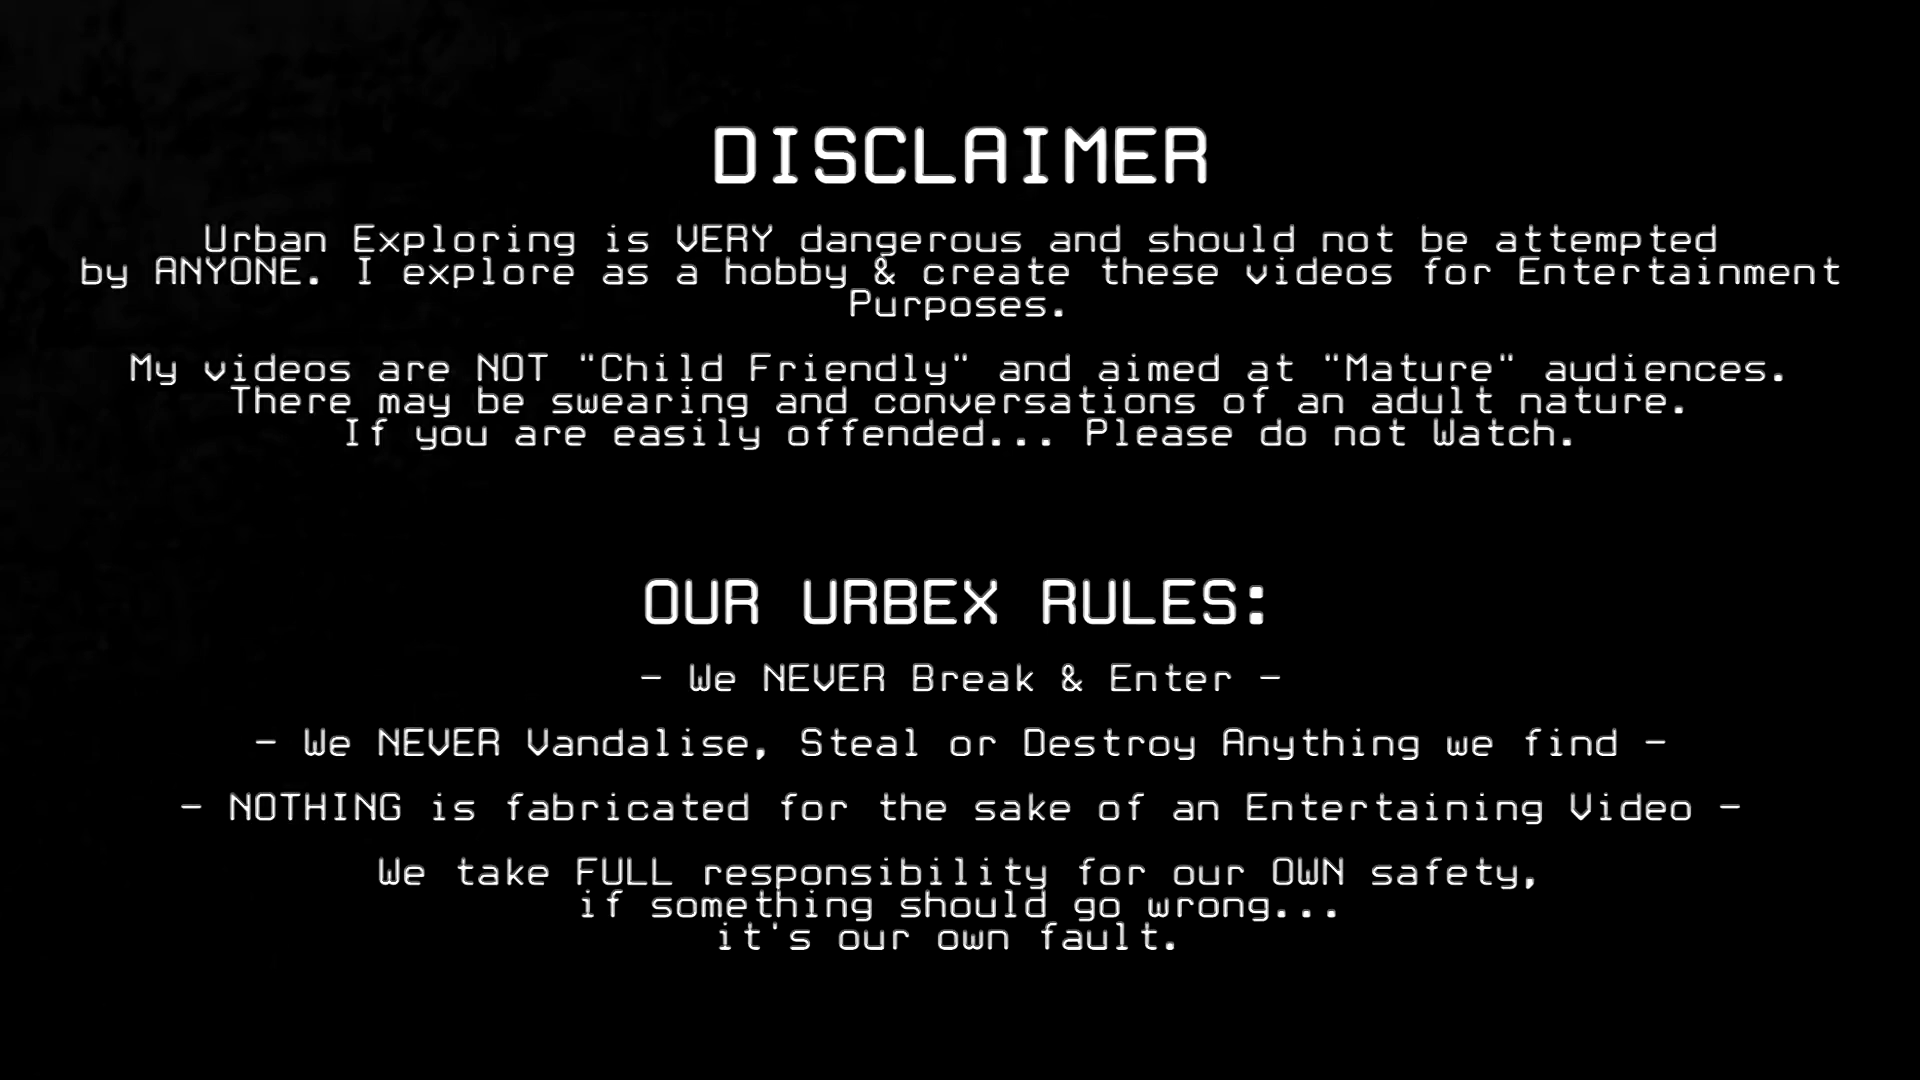 DISCLAIMER
Urban Exploring is VERY dangerous and should not be attempted
by ANYONE. I explore as a hobby & create these videos for Entertainment
Purposes.
My videos are NOT "Child Friendly" and aimed at "Mature" audiences.
There may be swearing and conversations of an adult nature.
If you are easily offended... Please do not Watch.
OUR URBEX RULES:
- We NEVER Break & Enter -
- We NEVER Vandalise, Steal or Destroy Anything we find -
- NOTHING is fabricated for the sake of an Entertaining Video -
We take FULL responsibility for our OWN safety,
if something should go wrong...
it's our own fault.